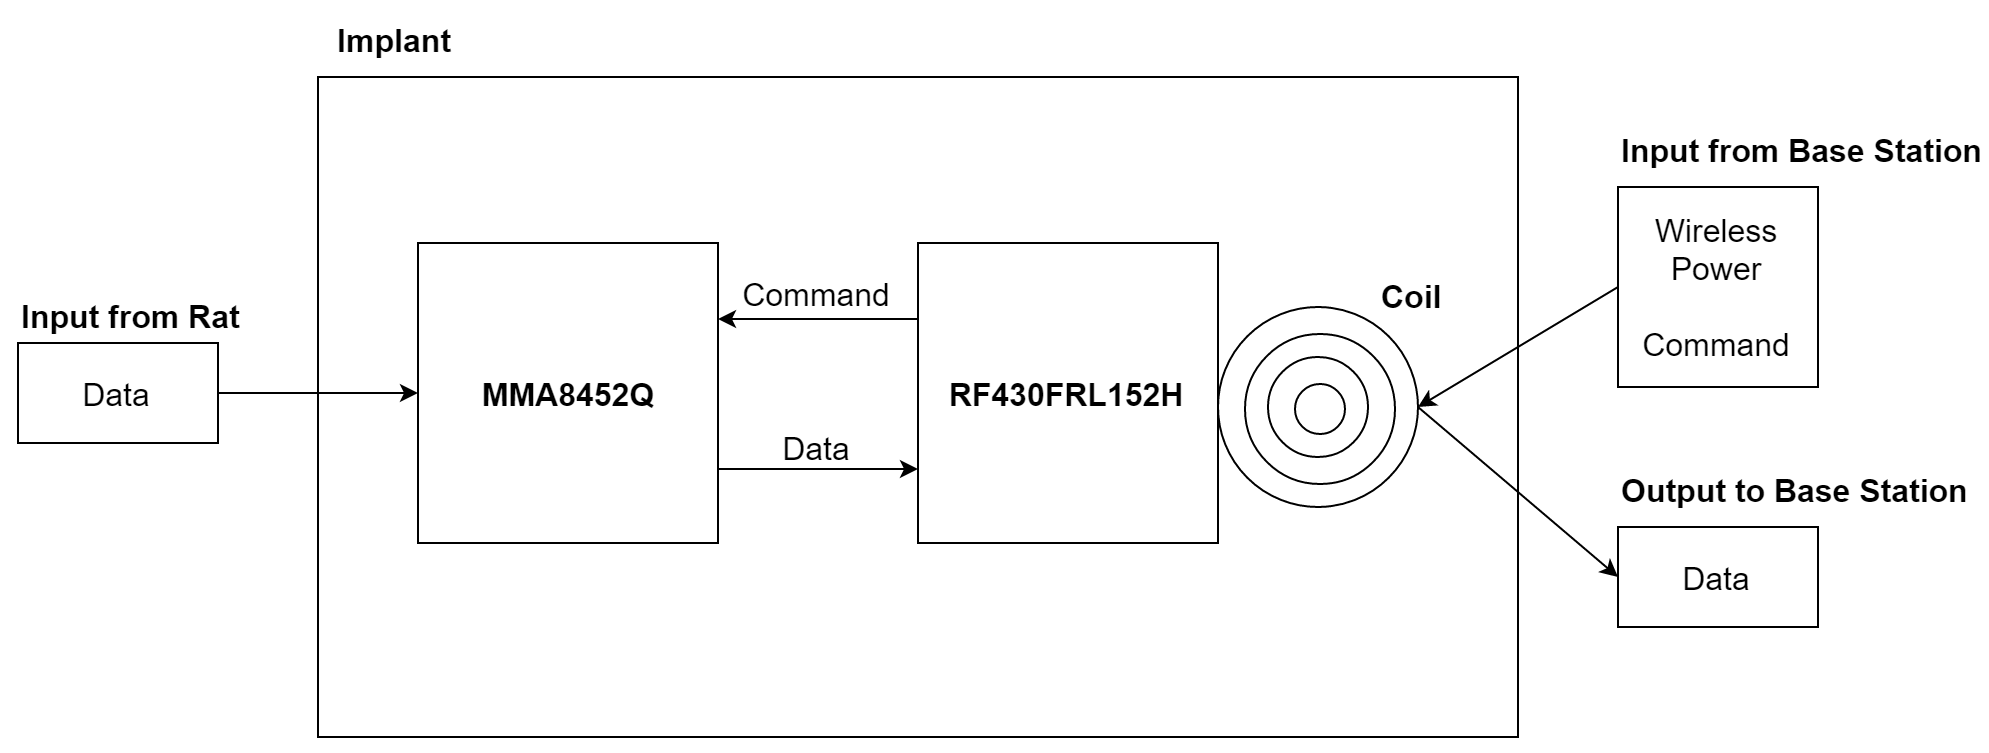 Implant
Input from Rat
Data
MMA8452Q
Command
Data
RF430FRL152H
Coil
Input from Base Station
Wireless
Power
Command
Output to Base Station
Data